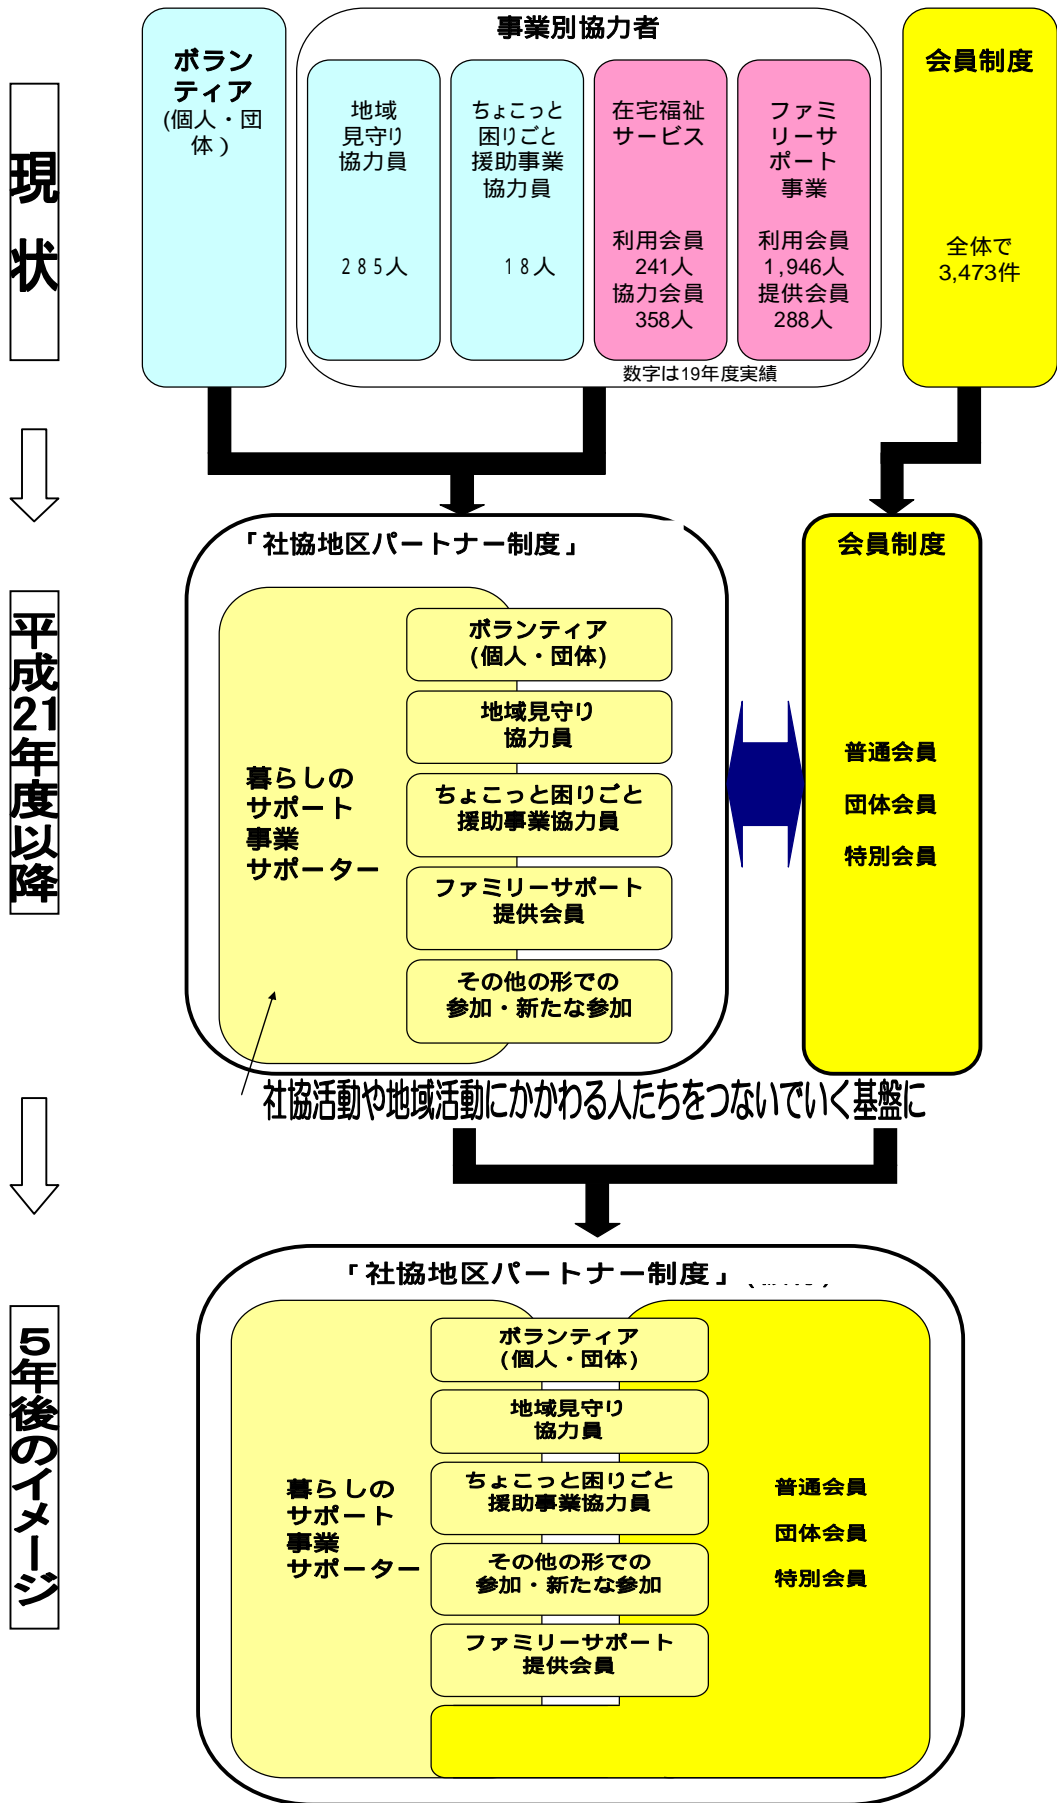 現状
ボラン
ティア
(個人・団
体）
事業別協力者
地域
見守り
協力員
285人
ちょこっと
困りごと
援助事業
協力員
18人
在宅福祉
サービス
利用会員
241人
協力会員
358人
ファミ
リーサ
ポート
事業
利用会員
1,946人
提供会員
288人
数字は19年度実績
会員制度
全体で
3,473件
平成21年度以降
「社協地区パートナー制度」
暮らしの
サポート
事業
サポーター
ボランティア
(個人・団体)
地域見守り
協力員
ちょこっと困りごと
援助事業協力員
ファミリーサポート
提供会員
その他の形での
参加・新たな参加
会員制度
普通会員
団体会員
特別会員
社協活動や地域活動にかかわる人たちをつないでいく基盤に
5年後のイメージ
「社協地区パートナー制度」
暮らしの
サポート
事業
サポーター
ボランティア
(個人・団体)
地域見守り
協力員
ちょこっと困りごと
援助事業協力員
その他の形での
参加・新たな参加
ファミリーサポート
提供会員
普通会員
団体会員
特別会員